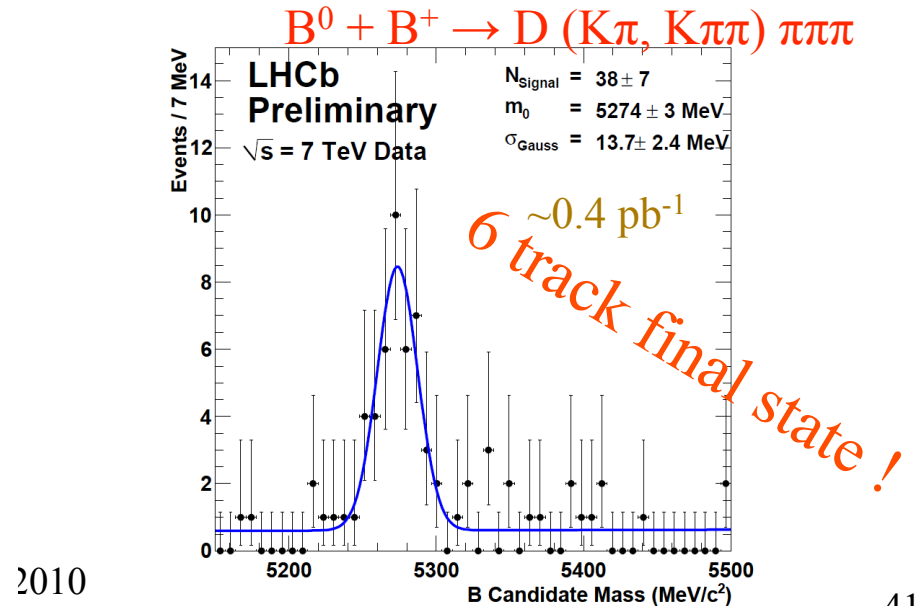 B⁰ + B⁺ → D (Kπ, Kππ) πππ
LHCb
Preliminary
√s = 7 TeV Data
N_Signal = 38 ± 7
m₀ = 5274 ± 3 MeV
σ_Gauss = 13.7 ± 2.4 MeV
~0.4 pb⁻¹
6 track final state !
Events / 7 MeV
14
12
10
8
6
4
2
0
5200 5300 5400 5500
B Candidate Mass (MeV/c²)
2010
41